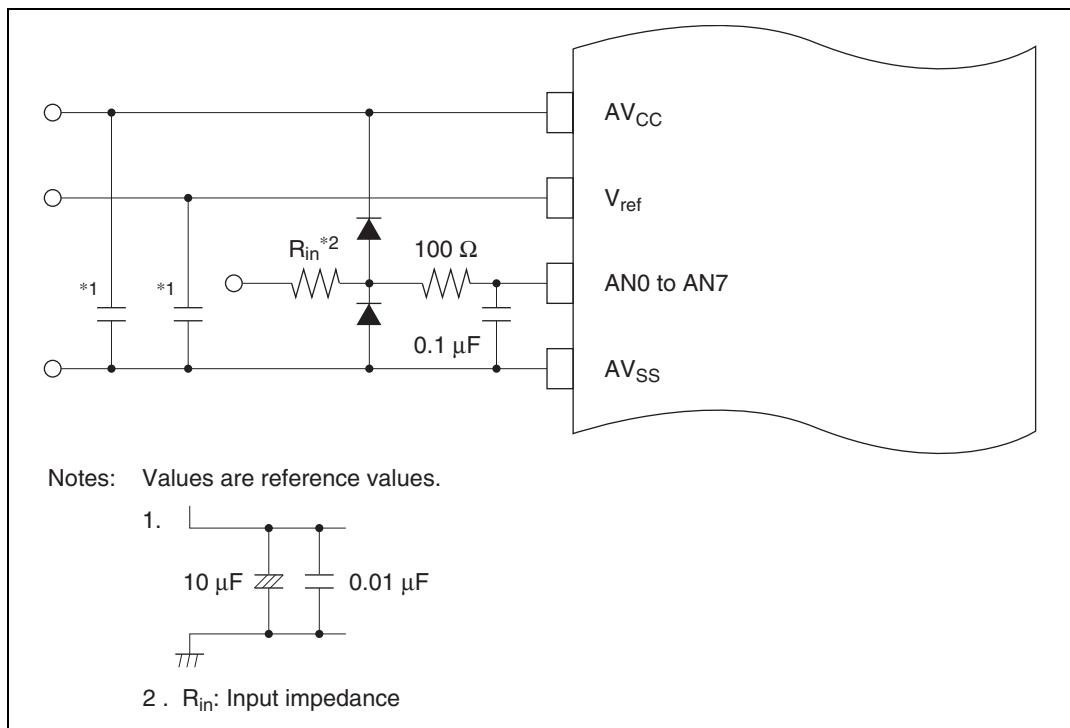 AVCC
Vref
Rin*2
100 Ω
*1
*1
AN0 to AN7
0.1 μF
AVSS
Notes: Values are reference values.
1.
10 μF
0.01 μF
2 . Rin: Input impedance